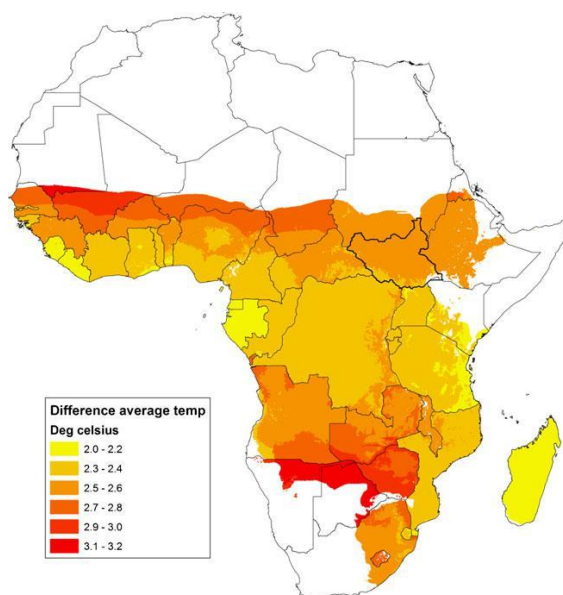 Difference average temp
Deg celsius
2.0 - 2.2
2.3 - 2.4
2.5 - 2.6
2.7 - 2.8
2.9 - 3.0
3.1 - 3.2